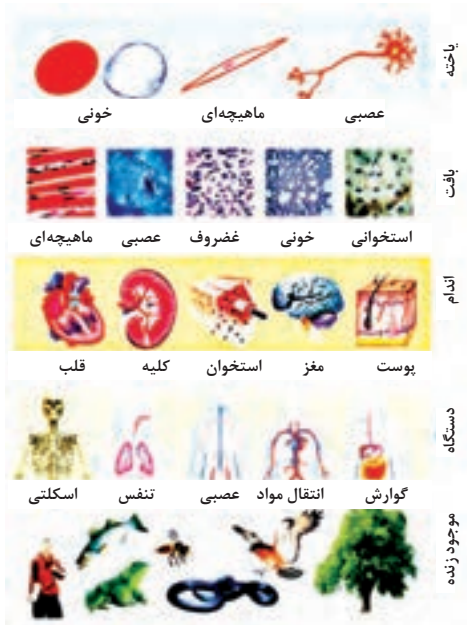 یاخته
عصبی ماهیچه‌ای خونی
بافت
استخوانی خونی غضروف عصبی ماهیچه‌ای
اندام
پوست مغز استخوان کلیه قلب
دستگاه
گوارش انتقال مواد عصبی تنفس اسکلتی
موجود زنده